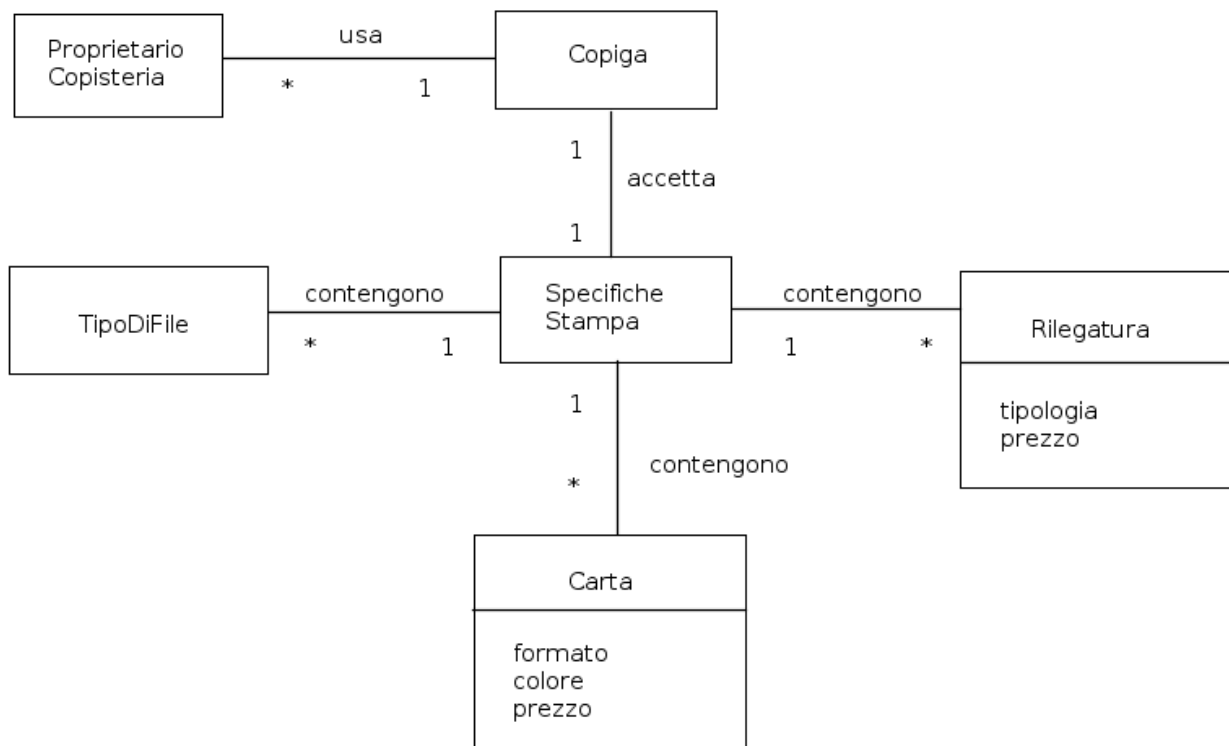 Proprietario
Copisteria
usa
*
1
Copiga
1
accetta
1
TipoDiFile
contengono
*
1
Specifiche
Stampa
contengono
1
*
Rilegatura
tipologia
prezzo
1
contengono
*
Carta
formato
colore
prezzo